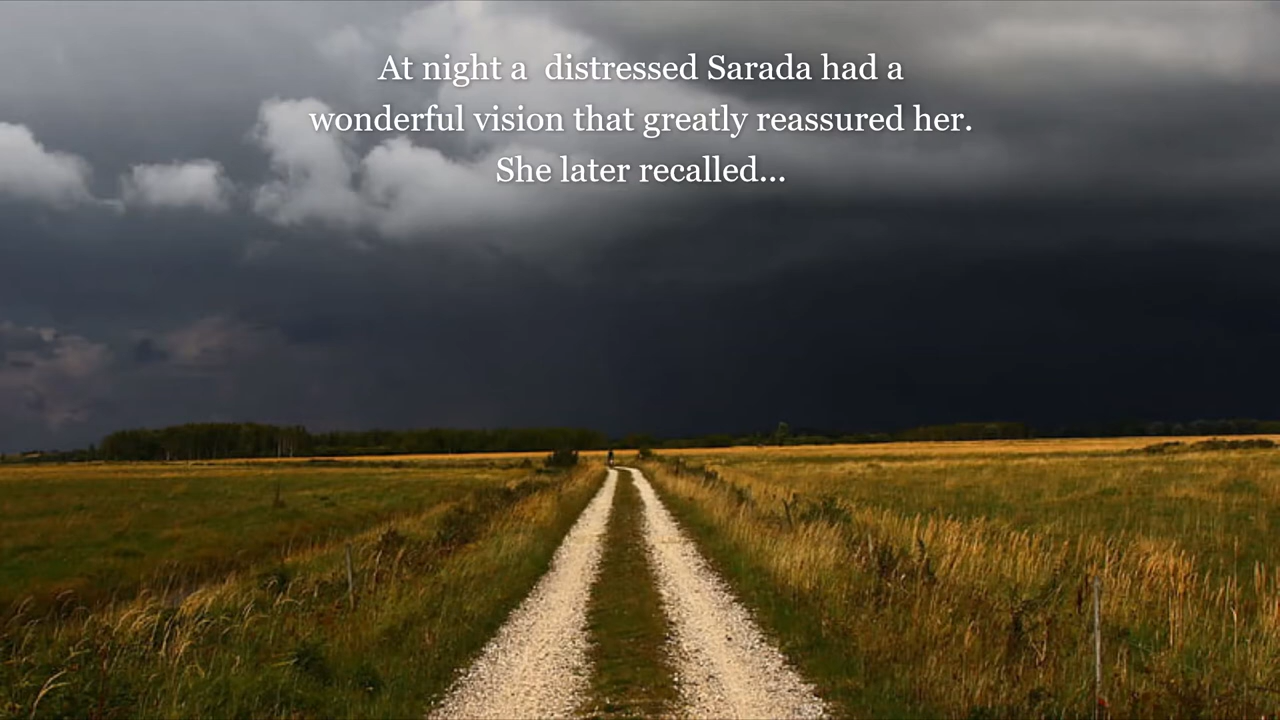 At night a  distressed Sarada had a
wonderful vision that greatly reassured her.
She later recalled...